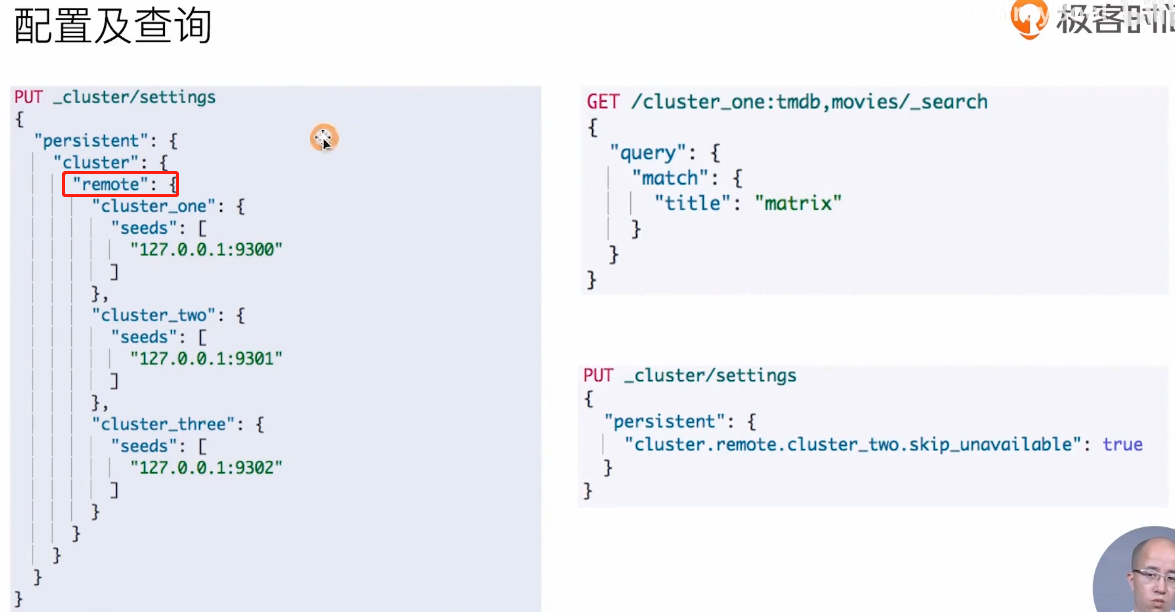 配置及查询
极客时间
PUT _cluster/settings
{
"persistent": {
"cluster": {
"remote": {
"cluster_one": {
"seeds": [
"127.0.0.1:9300"
]
},
"cluster_two": {
"seeds": [
"127.0.0.1:9301"
]
},
"cluster_three": {
"seeds": [
"127.0.0.1:9302"
]
}
}
}
}
}
GET /cluster_one:tmdb,movies/_search
{
"query": {
"match": {
"title": "matrix"
}
}
}
PUT _cluster/settings
{
"persistent": {
"cluster.remote.cluster_two.skip_unavailable": true
}
}